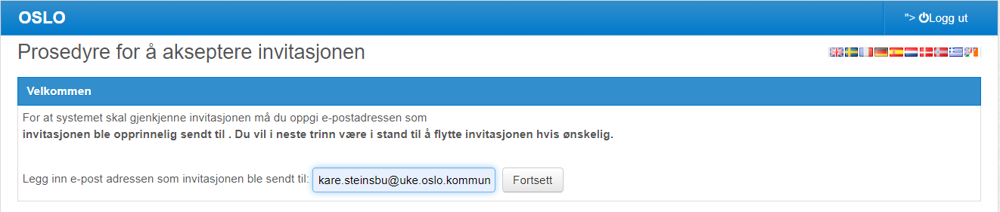 OSLO
"> Logg ut
Prosedyre for å akseptere invitasjonen
Velkommen
For at systemet skal gjenkjenne invitasjonen må du oppgi e-postadressen som
invitasjonen ble opprinnelig sendt til . Du vil i neste trinn være i stand til å flytte invitasjonen hvis ønskelig.
Legg inn e-post adressen som invitasjonen ble sendt til: kare.steinsbu@uke.oslo.kommun Fortsett